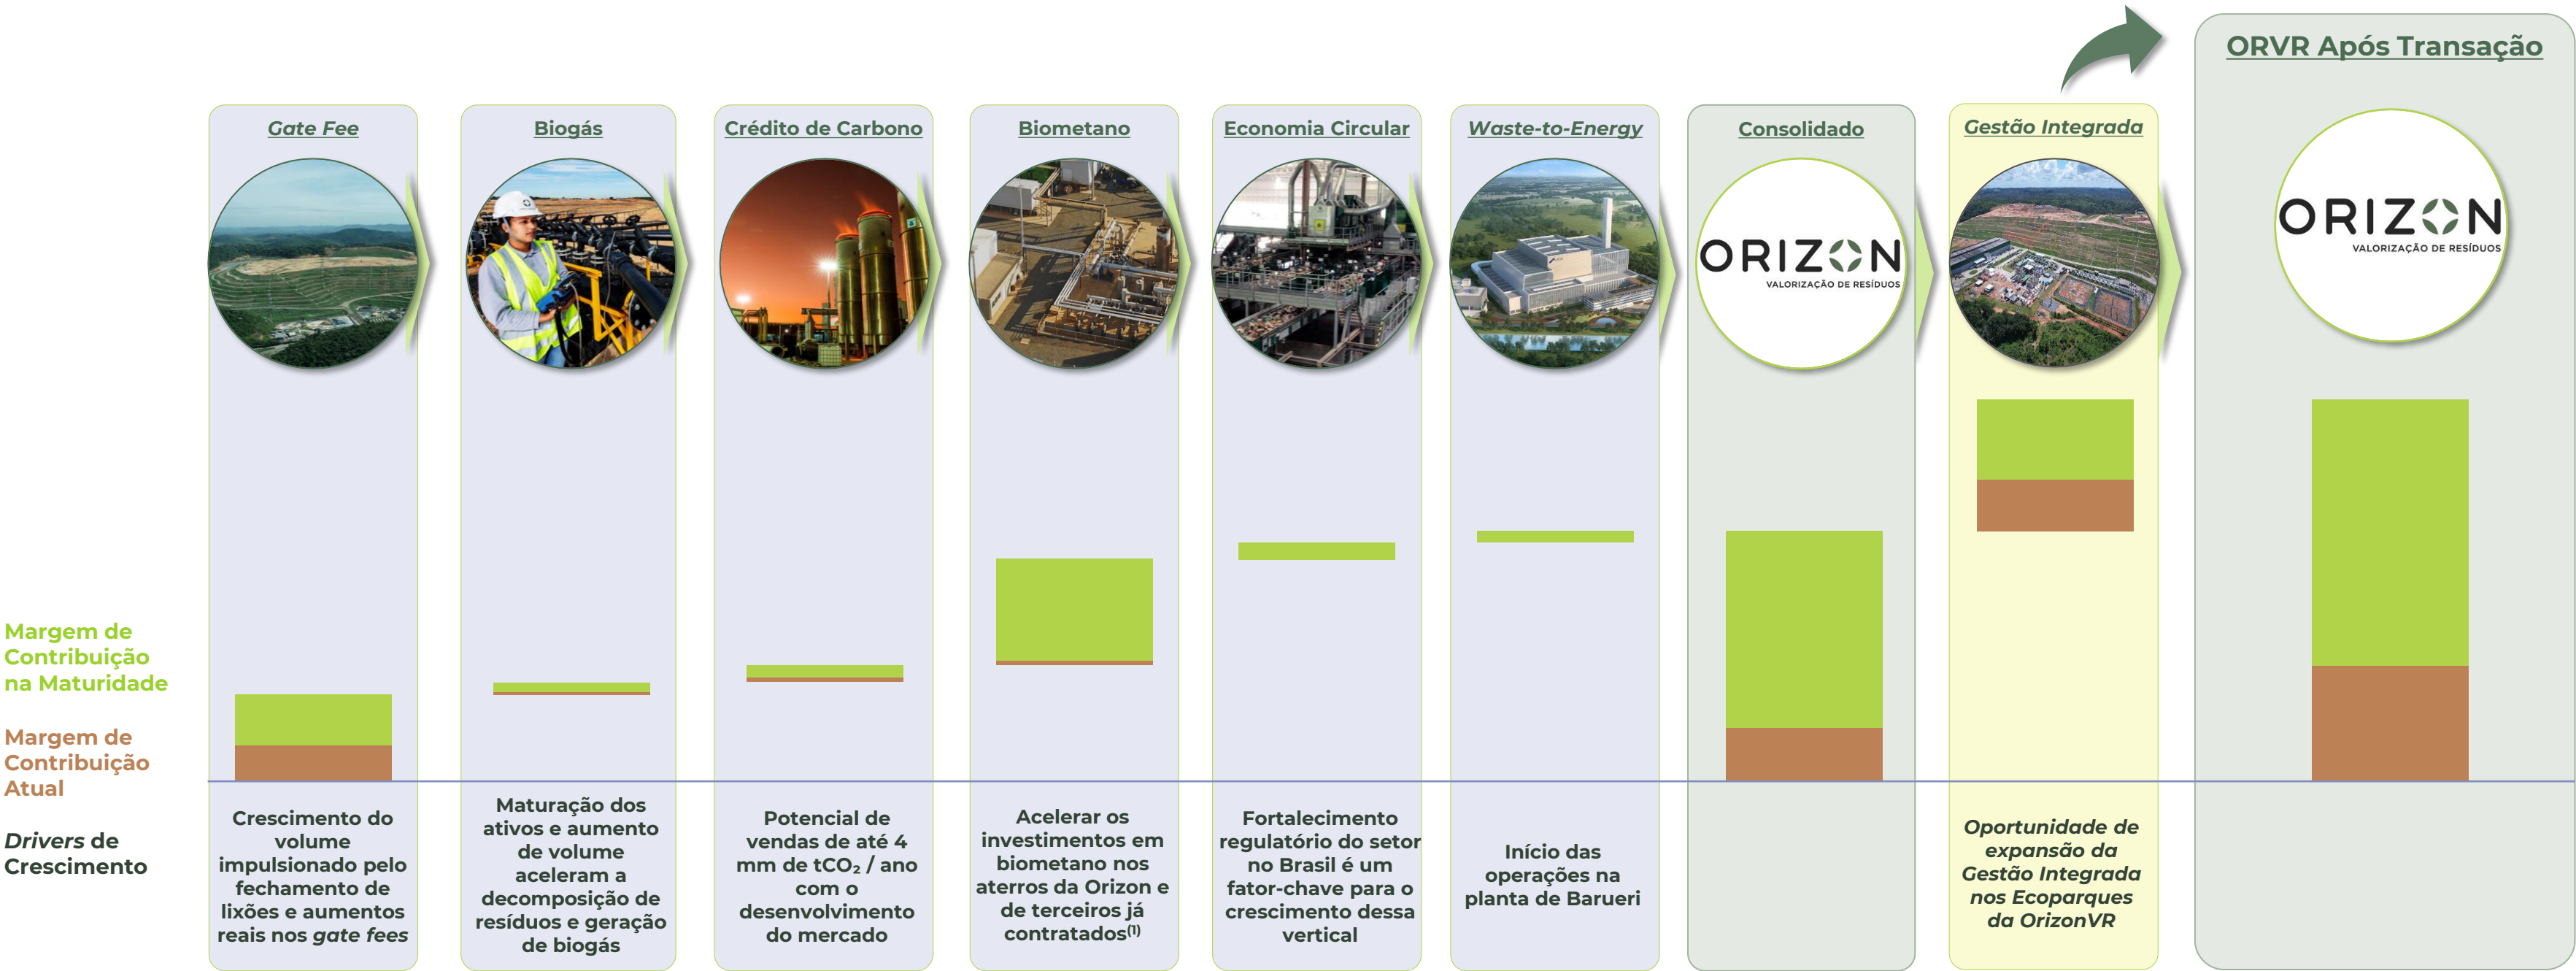 ORVR Após Transação
Gate Fee
Biogás
Crédito de Carbono
Biometano
Economia Circular
Waste-to-Energy
Consolidado
Gestão Integrada
ORIZON
VALORIZAÇÃO DE RESÍDUOS
ORIZON
VALORIZAÇÃO DE RESÍDUOS
Margem de
Contribuição
na Maturidade
Margem de
Contribuição
Atual
Drivers de
Crescimento
Crescimento do
volume
impulsionado pelo
fechamento de
lixões e aumentos
reais nos gate fees
Maturação dos
ativos e aumento
de volume
aceleram a
decomposição de
resíduos e geração
de biogás
Potencial de
vendas de até 4
mm de tCO₂ / ano
com o
desenvolvimento
do mercado
Acelerar os
investimentos em
biometano nos
aterros da Orizon e
de terceiros já
contratados⁽¹⁾
Fortalecimento
regulatório do setor
no Brasil é um
fator-chave para o
crescimento dessa
vertical
Início das
operações na
planta de Barueri
Oportunidade de
expansão da
Gestão Integrada
nos Ecoparques
da OrizonVR